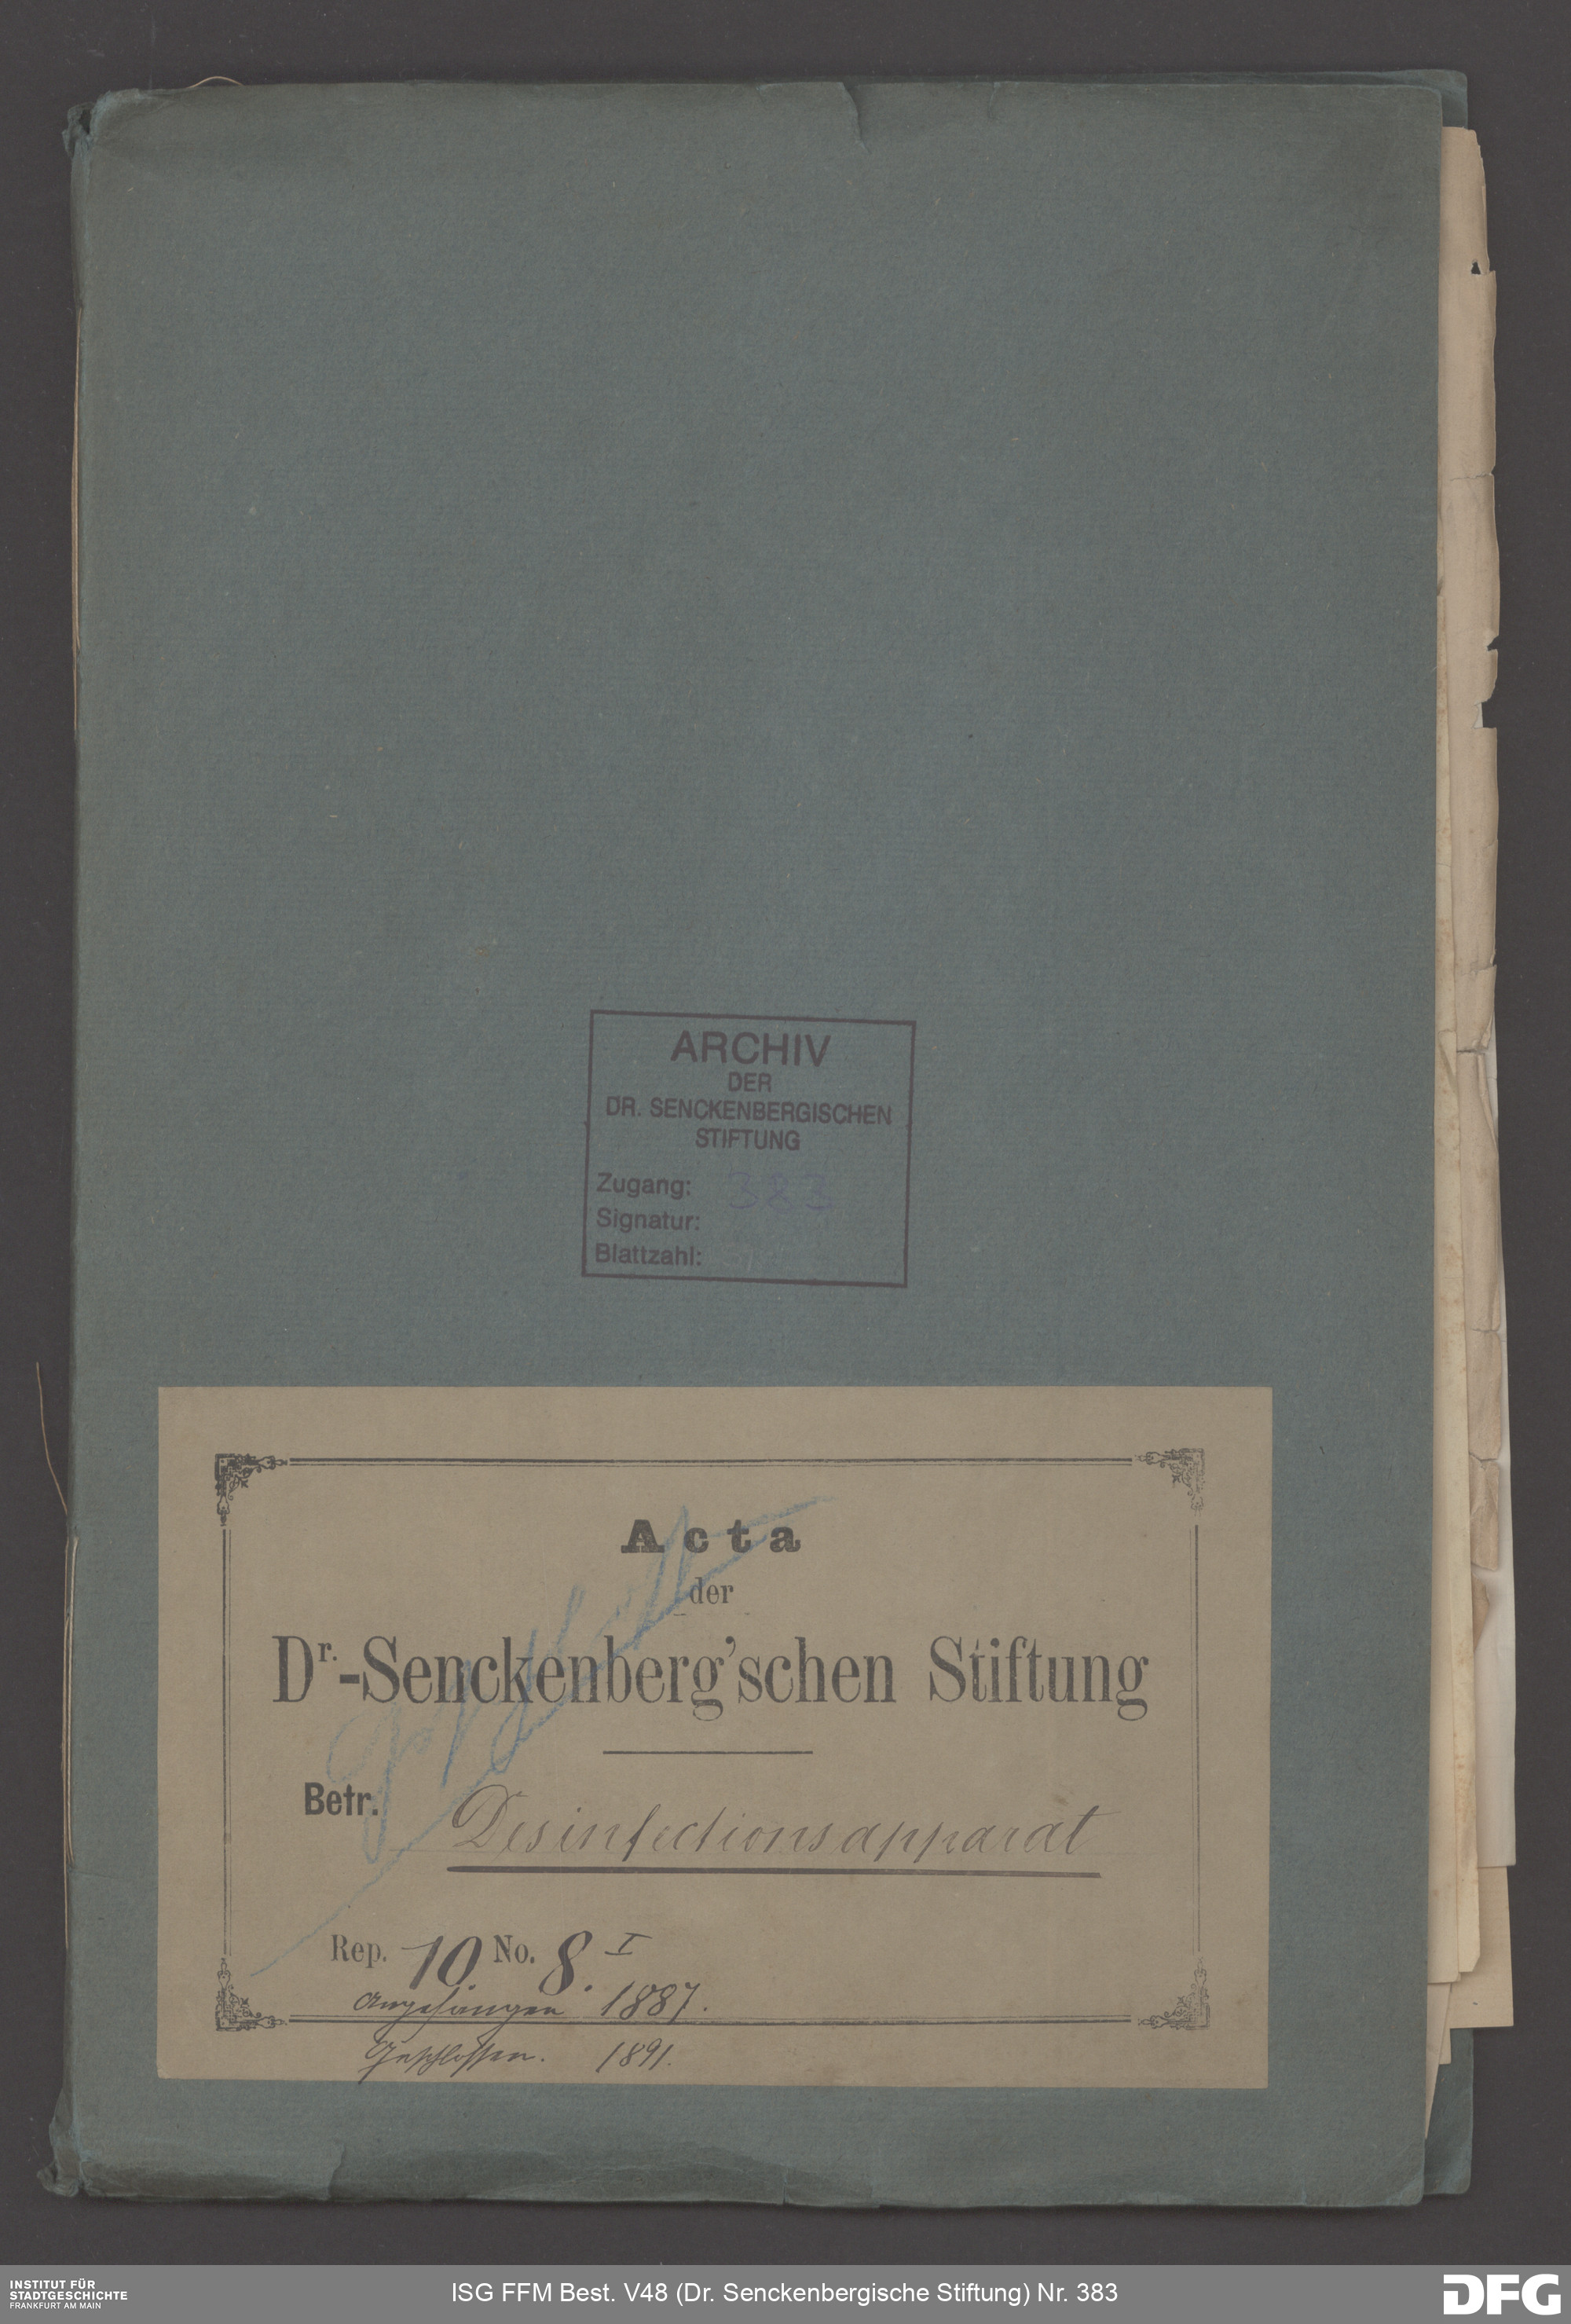 ARCHIV
DER
DR. SENCKENBERGISCHEN
STIFTUNG
Zugang: 383
Signatur:
Blattzahl:
Acta
der
Dr.-Senckenberg'schen Stiftung
Betr. Desinfectionsapparat
Rep. 10. No. 8. I
Angefangen 1887.
Geschlossen. 1891.
INSTITUT FÜR
STADTGESCHICHTE
FRANKFURT AM MAIN
ISG FFM Best. V48 (Dr. Senckenbergische Stiftung) Nr. 383
DFG